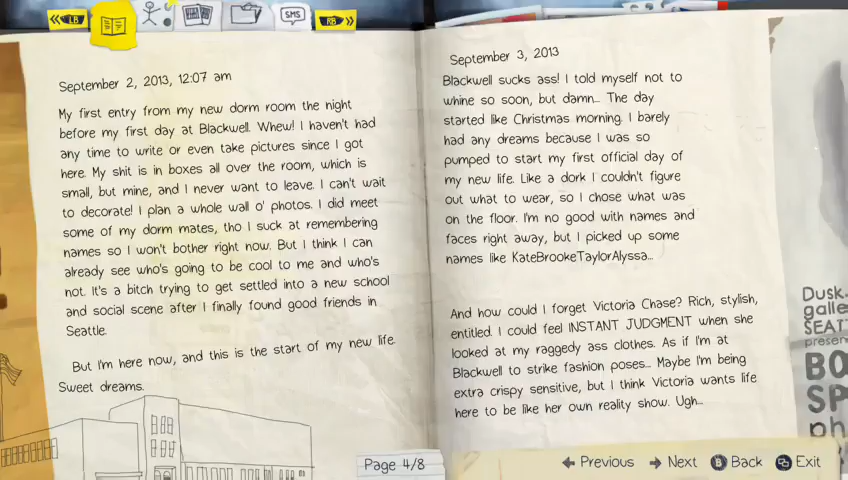 LB
SMS
RB
September 2, 2013, 12:07 am
My first entry from my new dorm room the night
before my first day at Blackwell. Whew! I haven't had
any time to write or even take pictures since I got
here. My shit is in boxes all over the room, which is
small, but mine, and I never want to leave. I can't wait
to decorate! I plan a whole wall o' photos. I did meet
some of my dorm mates, tho I suck at remembering
names so I won't bother right now. But I think I can
already see who's going to be cool to me and who's
not. It's a bitch trying to get settled into a new school
and social scene after I finally found good friends in
Seattle.
But I'm here now, and this is the start of my new life.
Sweet dreams.
September 3, 2013
Blackwell sucks ass! I told myself not to
whine so soon, but damn... The day
started like Christmas morning. I barely
had any dreams because I was so
pumped to start my first official day of
my new life. Like a dork I couldn't figure
out what to wear, so I chose what was
on the floor. I'm no good with names and
faces right away, but I picked up some
names like KateBrookeTaylorAlyssa...
And how could I forget Victoria Chase? Rich, stylish,
entitled. I could feel INSTANT JUDGMENT when she
looked at my raggedy ass clothes. As if I'm at
Blackwell to strike fashion poses... Maybe I'm being
extra crispy sensitive, but I think Victoria wants life
here to be like her own reality show. Ugh...
Dusk
galle
SEAT
presen
BO
SP
ph
Page 4/8
Previous
Next
B Back
Exit